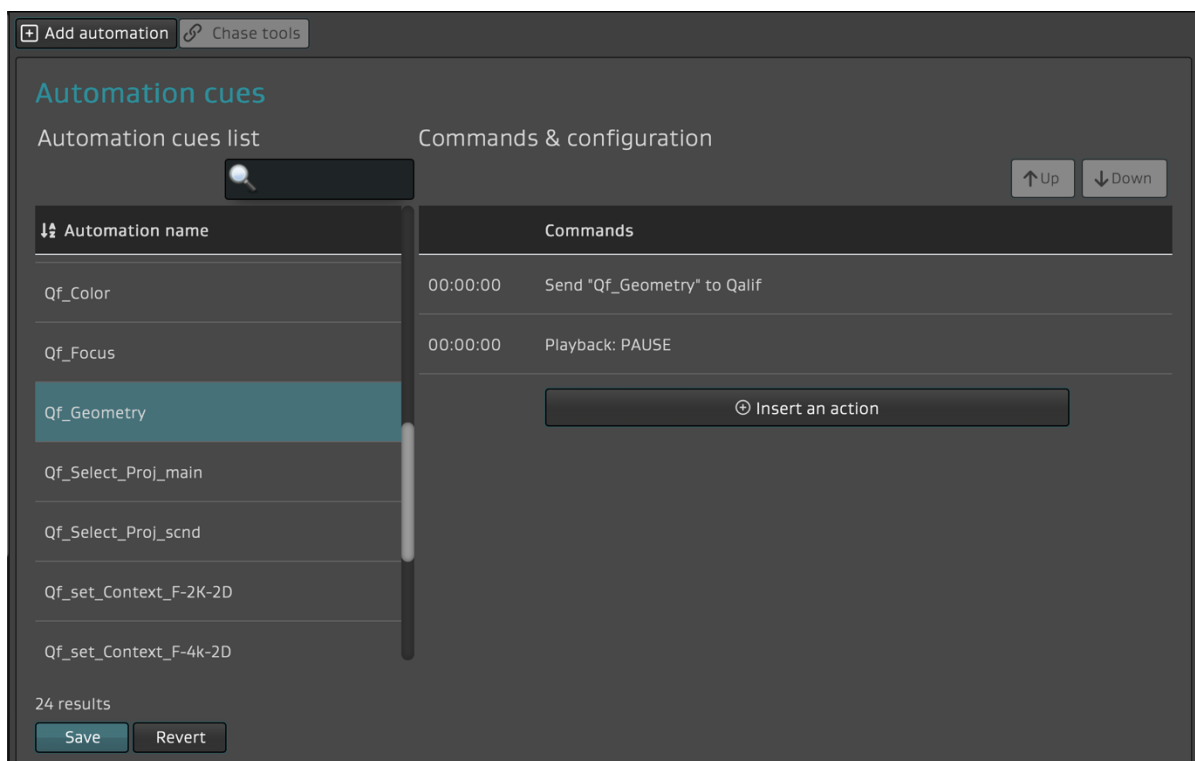 Add automation
Chase tools
Automation cues
Automation cues list
Commands & configuration
Up
Down
Automation name
Commands
Qf_Color
00:00:00 Send "Qf_Geometry" to Qalif
Qf_Focus
00:00:00 Playback: PAUSE
Qf_Geometry
Insert an action
Qf_Select_Proj_main
Qf_Select_Proj_scnd
Qf_set_Context_F-2K-2D
Qf_set_Context_F-4k-2D
24 results
Save
Revert